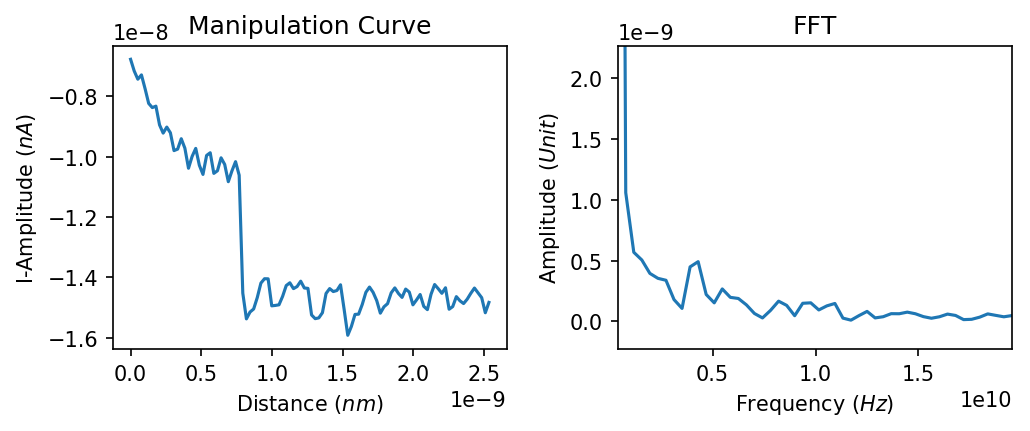 Manipulation Curve
1e−8
I-Amplitude (nA)
−0.8
−1.0
−1.2
−1.4
−1.6
0.0 0.5 1.0 1.5 2.0 2.5
1e−9
Distance (nm)
FFT
1e−9
Amplitude (Unit)
2.0
1.5
1.0
0.5
0.0
0.5 1.0 1.5
1e10
Frequency (Hz)